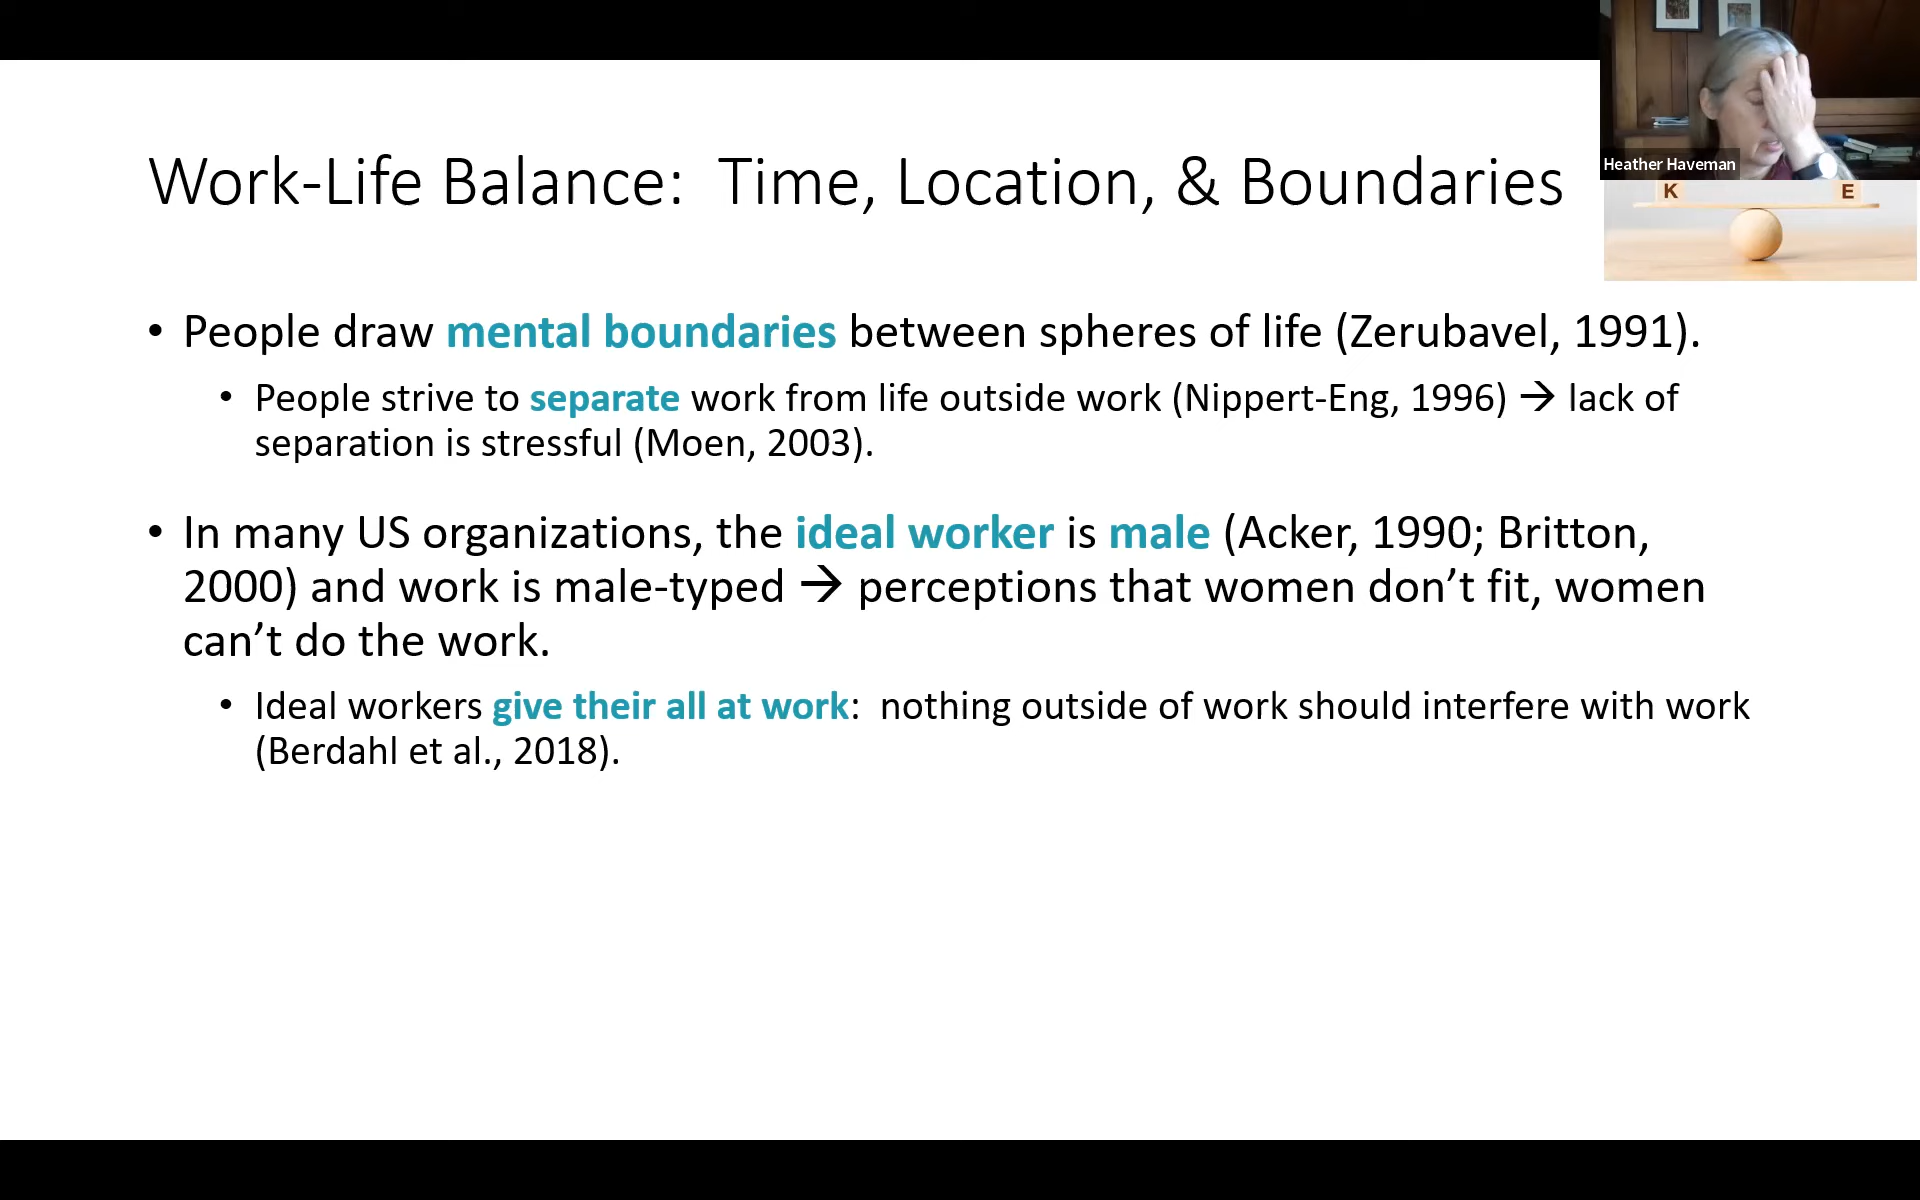 Heather Haveman
K E
Work-Life Balance:  Time, Location, & Boundaries
• People draw mental boundaries between spheres of life (Zerubavel, 1991).
• People strive to separate work from life outside work (Nippert-Eng, 1996) → lack of
separation is stressful (Moen, 2003).
• In many US organizations, the ideal worker is male (Acker, 1990; Britton,
2000) and work is male-typed → perceptions that women don’t fit, women
can’t do the work.
• Ideal workers give their all at work:  nothing outside of work should interfere with work
(Berdahl et al., 2018).